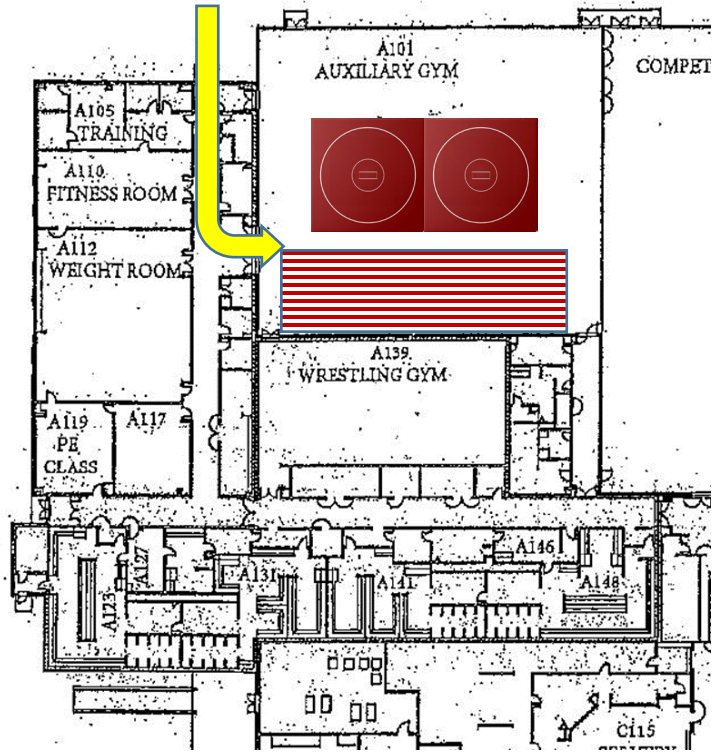 A101
AUXILIARY GYM
COMPET
A105
TRAINING
A110
FITNESS ROOM
A112
WEIGHT ROOM
A139
WRESTLING GYM
A119
PE
CLASS
A117
A146
A127
A131
A141
A148
A123
C115